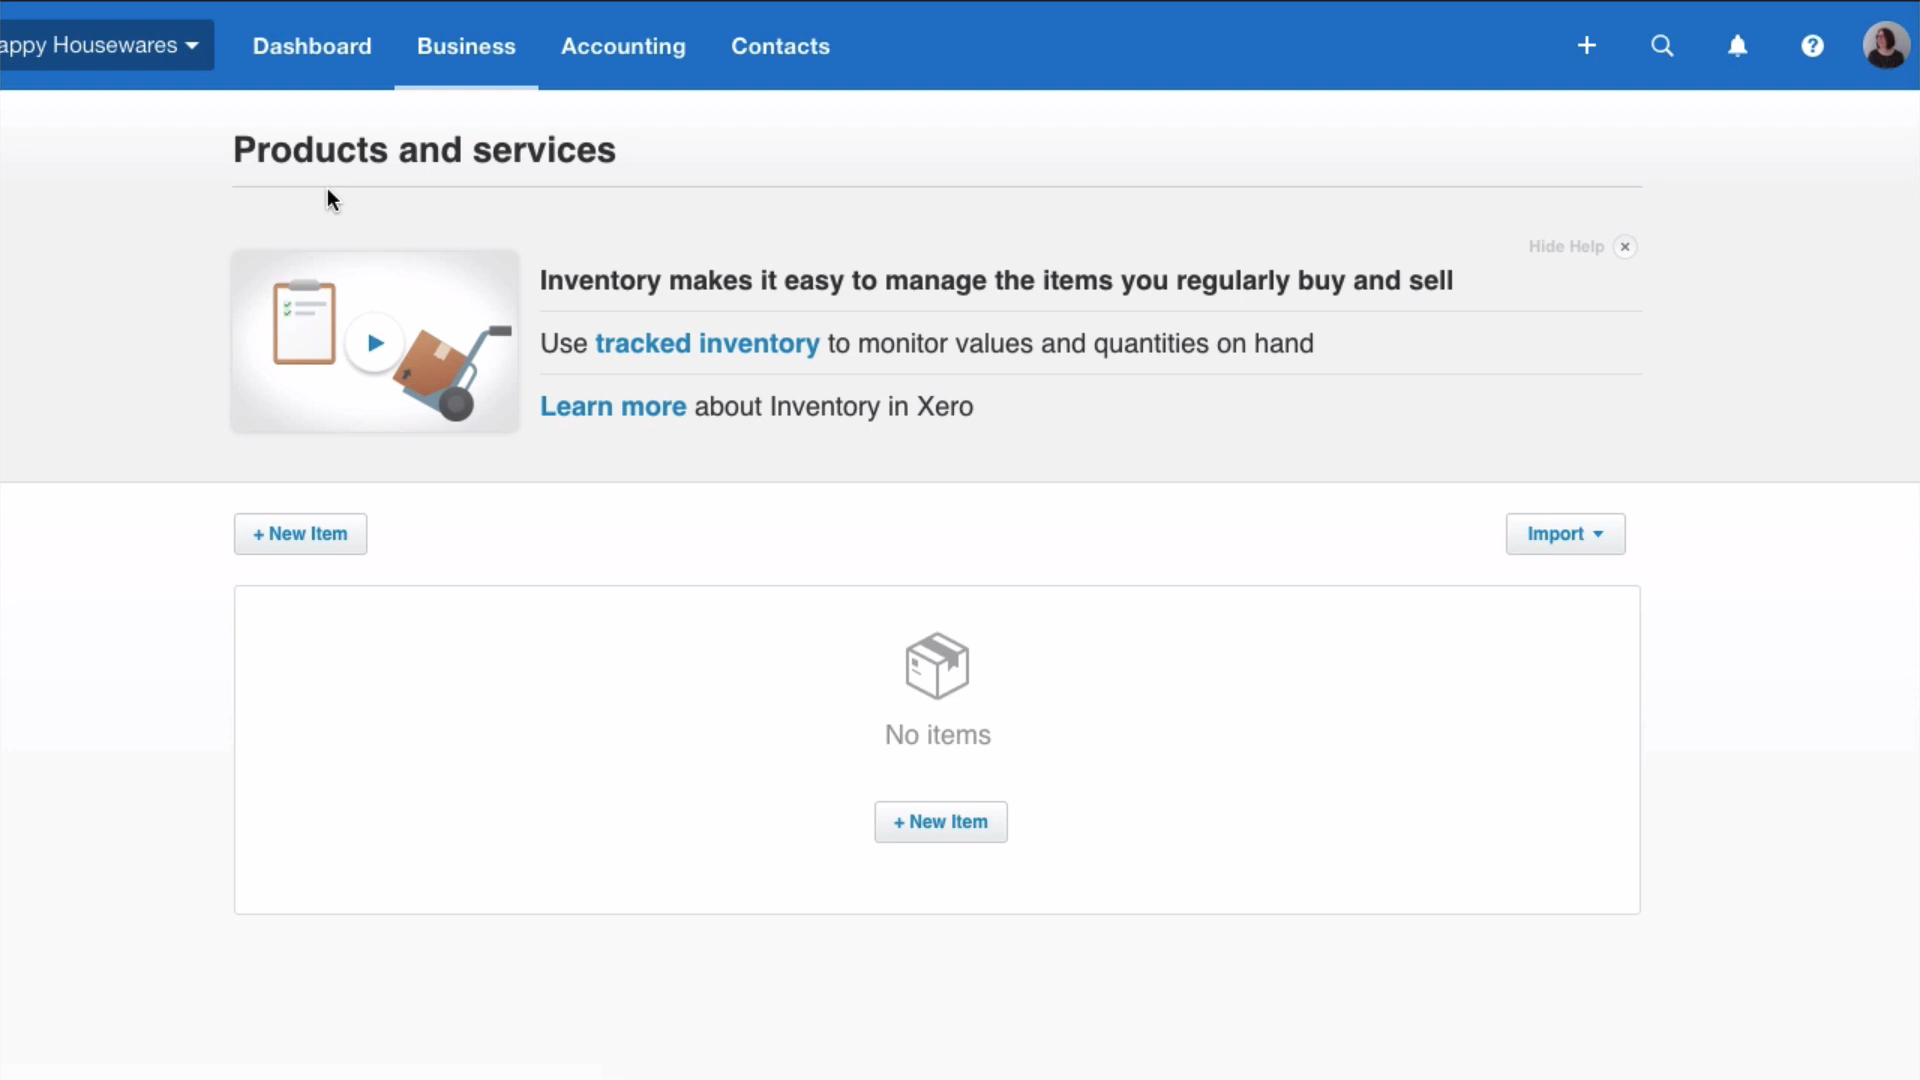 appy Housewares
Dashboard
Business
Accounting
Contacts
Products and services
Hide Help
Inventory makes it easy to manage the items you regularly buy and sell
Use tracked inventory to monitor values and quantities on hand
Learn more about Inventory in Xero
+ New Item
Import
No items
+ New Item